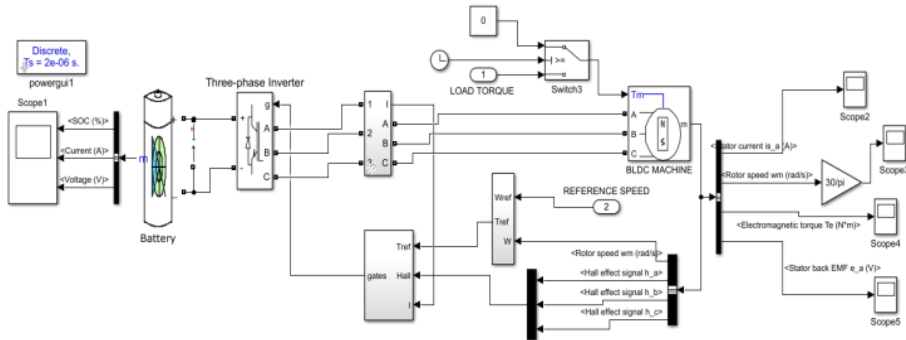 Discrete,
Ts = 2e-06 s.
powergui1
Scope1
<SOC (%)>
<Current (A)>
<Voltage (V)>
m
+
-
Battery
Three-phase Inverter
g
+
-
A
B
C
1
2
3
I
A
B
C
0
1
LOAD TORQUE
>=
Switch3
Tm
A
B
C
N
S
m
BLDC MACHINE
Scope2
<Stator current is_a (A)>
<Rotor speed wm (rad/s)>
30/pi
Scope3
<Electromagnetic torque Te (N*m)>
Scope4
<Stator back EMF e_a (V)>
Scope5
REFERENCE SPEED
2
Wref
Tref
W
<Rotor speed wm (rad/s)>
<Hall effect signal h_a>
<Hall effect signal h_b>
<Hall effect signal h_c>
Tref
gates
Hall
I